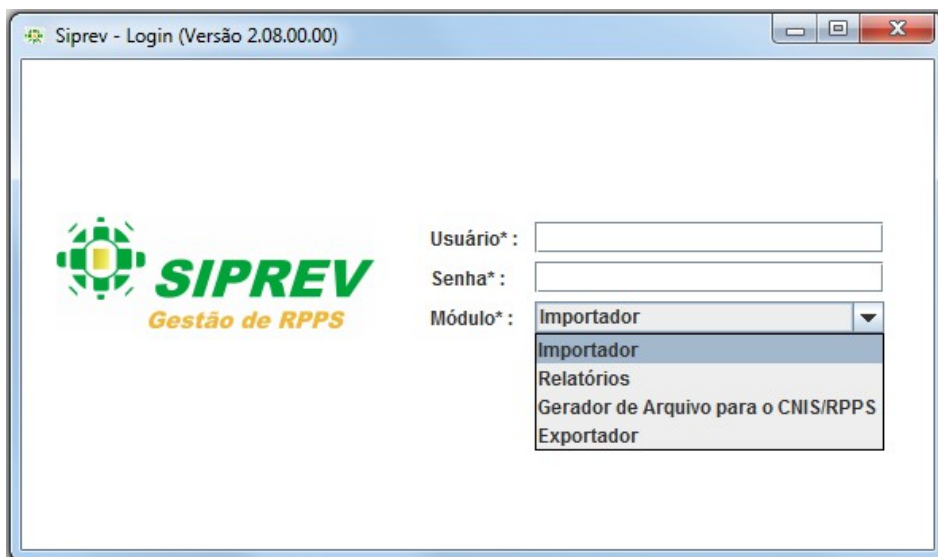 Siprev - Login (Versão 2.08.00.00)
SIPREV
Gestão de RPPS
Usuário* :
Senha* :
Módulo* : Importador
Importador
Relatórios
Gerador de Arquivo para o CNIS/RPPS
Exportador